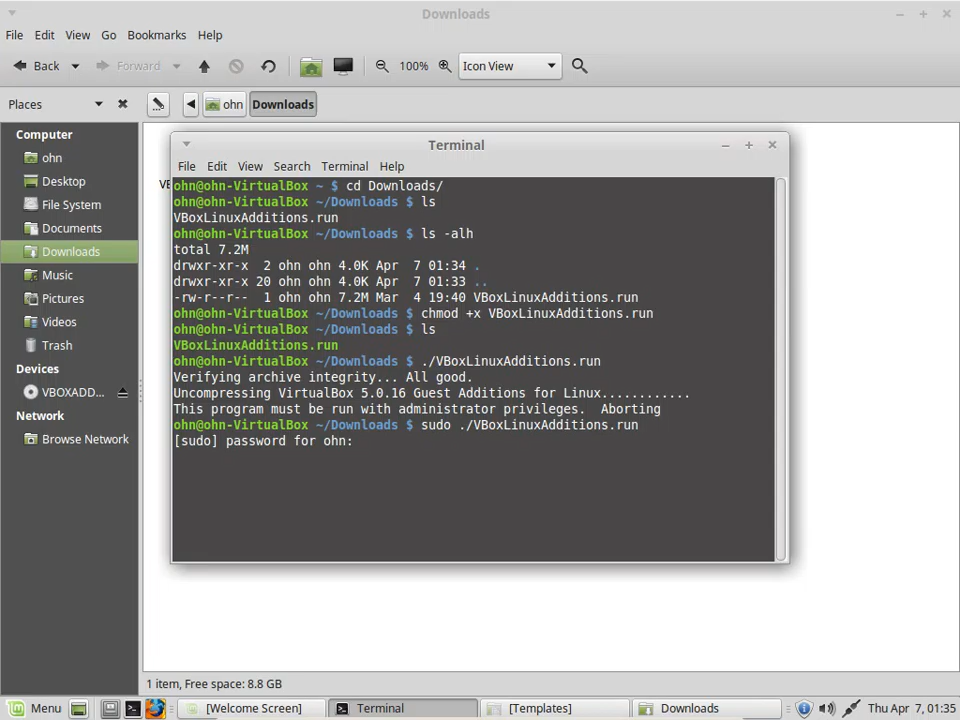 Downloads
File Edit View Go Bookmarks Help
Back Forward 100% Icon View
Places ohn Downloads
Computer
ohn
Desktop
File System
Documents
Downloads
Music
Pictures
Videos
Trash
Devices
VBOXADD...
Network
Browse Network
Terminal
File Edit View Search Terminal Help
ohn@ohn-VirtualBox ~ $ cd Downloads/
ohn@ohn-VirtualBox ~/Downloads $ ls
VBoxLinuxAdditions.run
ohn@ohn-VirtualBox ~/Downloads $ ls -alh
total 7.2M
drwxr-xr-x  2 ohn ohn 4.0K Apr  7 01:34 .
drwxr-xr-x 20 ohn ohn 4.0K Apr  7 01:33 ..
-rw-r--r--  1 ohn ohn 7.2M Mar  4 19:40 VBoxLinuxAdditions.run
ohn@ohn-VirtualBox ~/Downloads $ chmod +x VBoxLinuxAdditions.run
ohn@ohn-VirtualBox ~/Downloads $ ls
VBoxLinuxAdditions.run
ohn@ohn-VirtualBox ~/Downloads $ ./VBoxLinuxAdditions.run
Verifying archive integrity... All good.
Uncompressing VirtualBox 5.0.16 Guest Additions for Linux............
This program must be run with administrator privileges.  Aborting
ohn@ohn-VirtualBox ~/Downloads $ sudo ./VBoxLinuxAdditions.run
[sudo] password for ohn:
1 item, Free space: 8.8 GB
Menu [Welcome Screen] Terminal [Templates] Downloads Thu Apr 7, 01:35